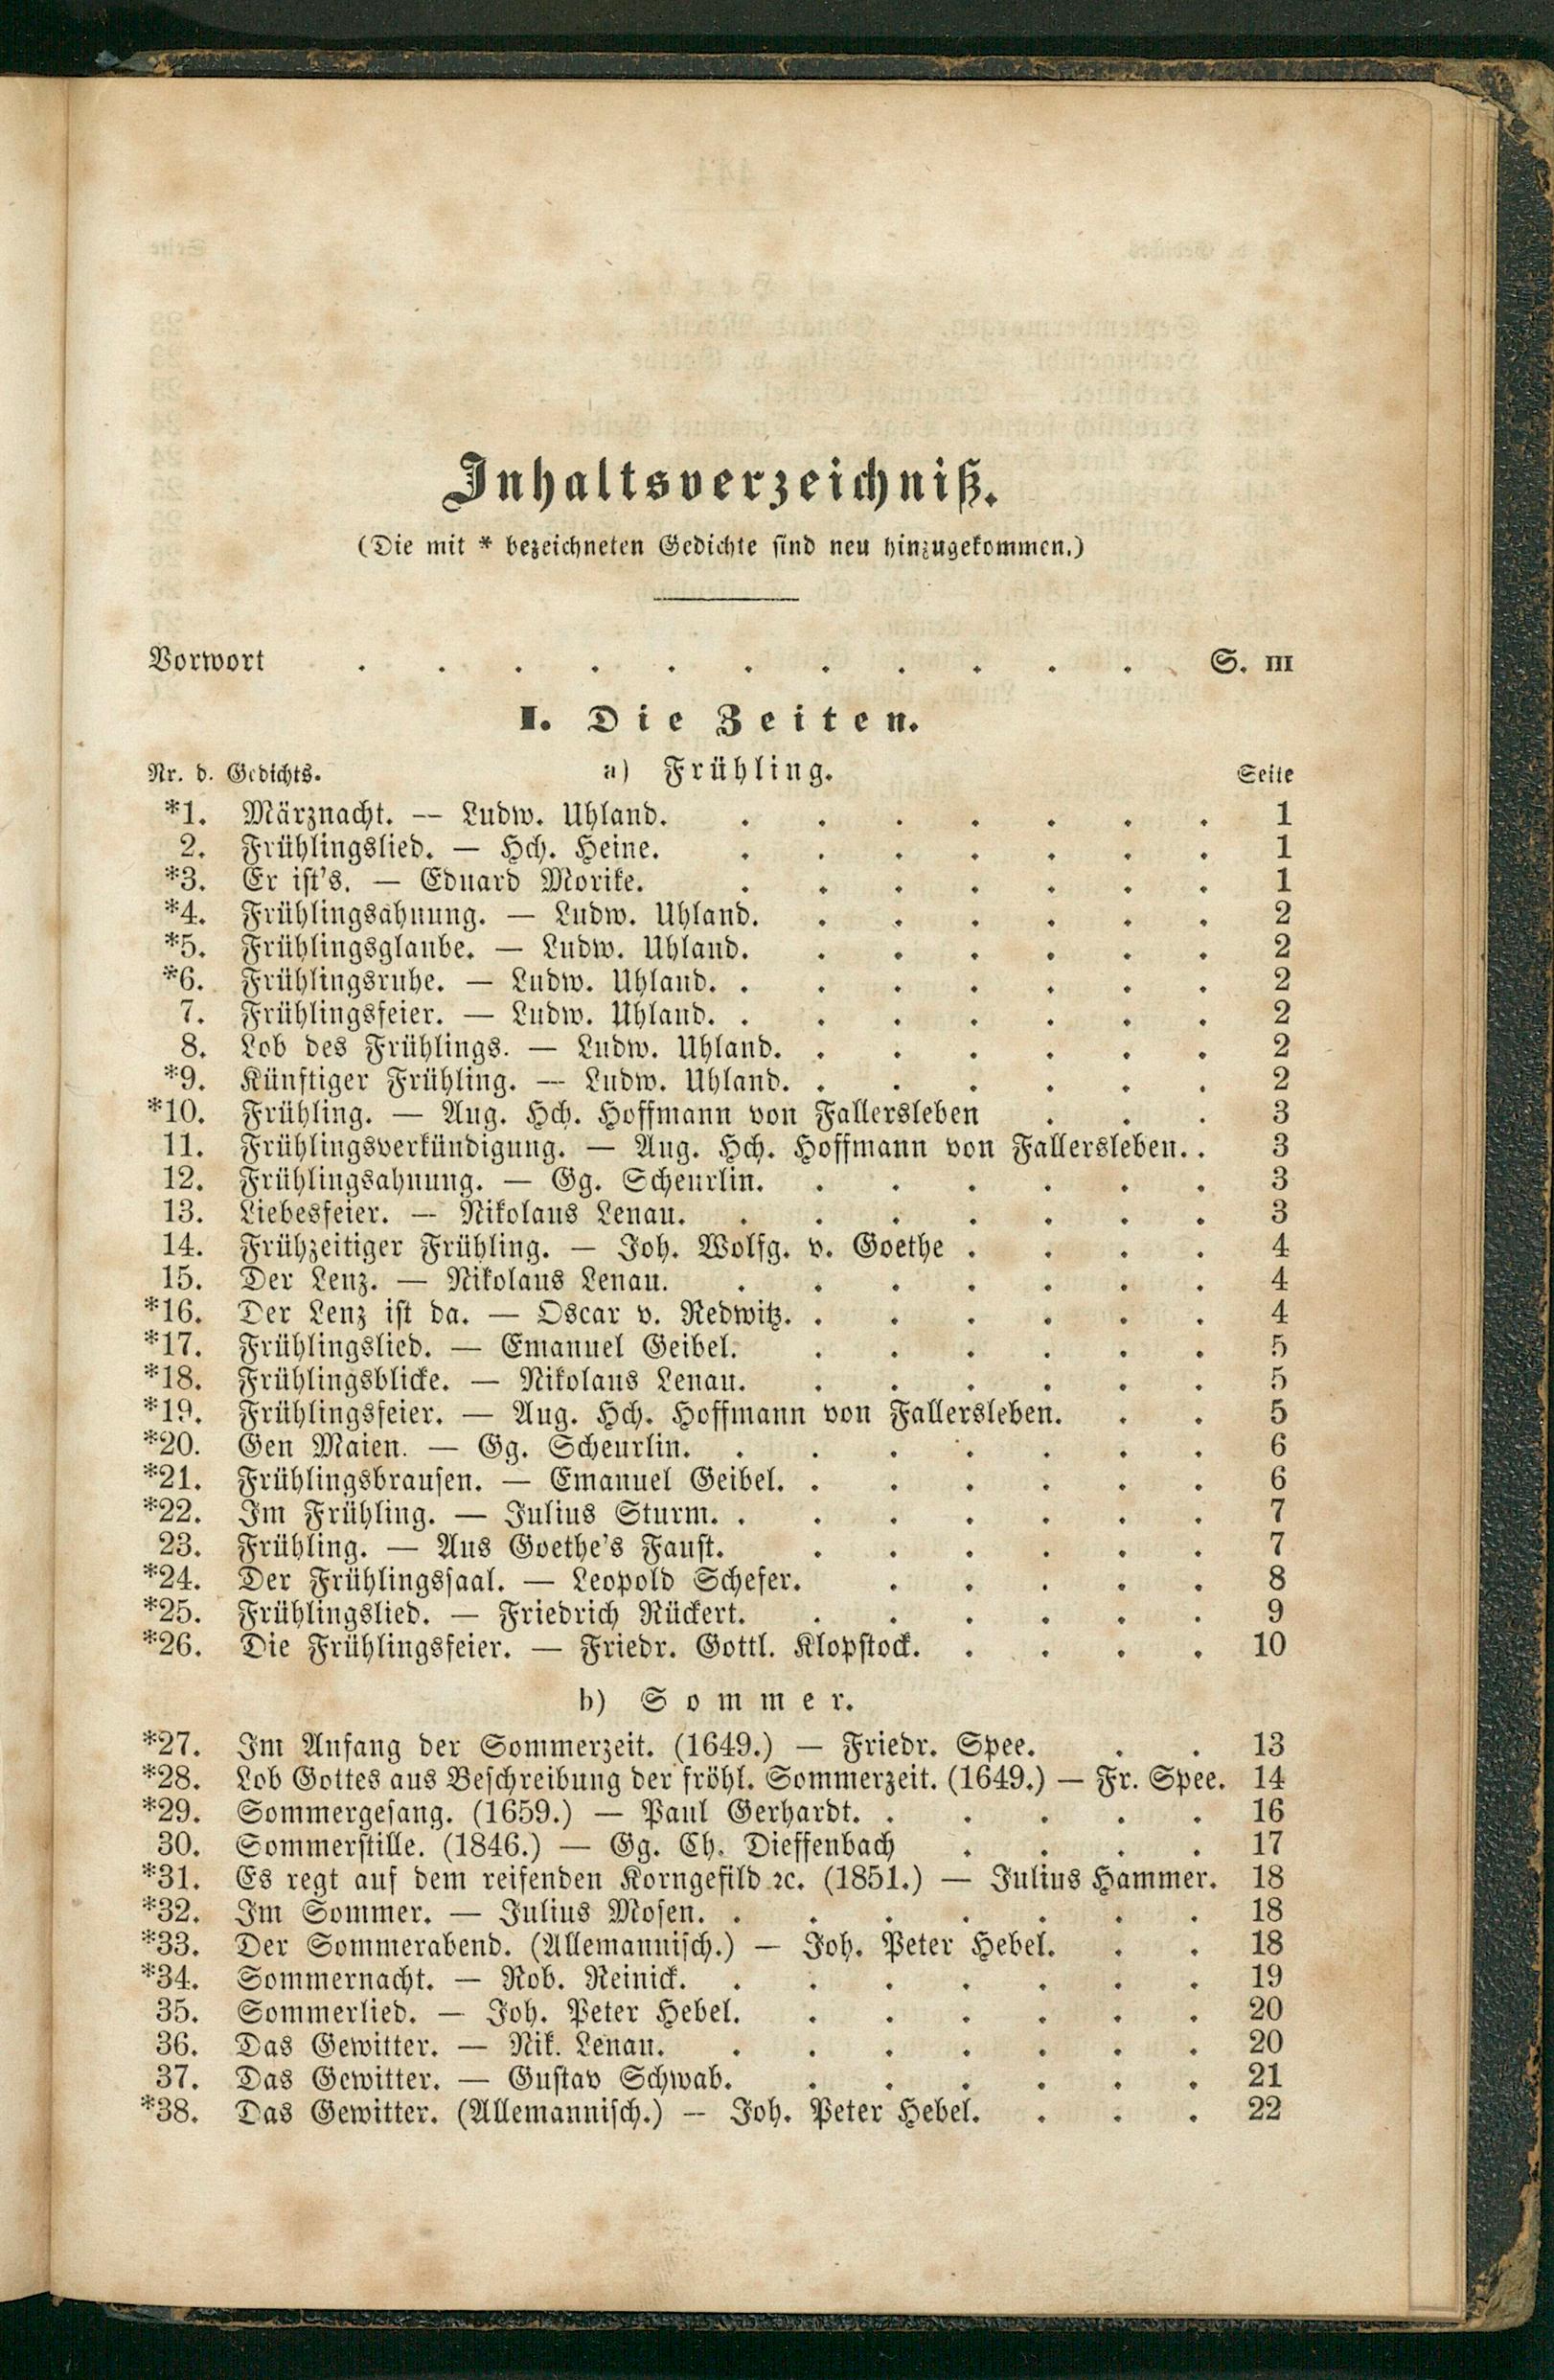 Inhaltsverzeichniß.
(Die mit * bezeichneten Gedichte sind neu hinzugekommen.)
Vorwort . . . . . . . . . . . S. III
I. Die Zeiten.
Nr. d. Gedichts. a) Frühling. Seite
*1. Märznacht. — Ludw. Uhland. . . . . . . . 1
2. Frühlingslied. — Hch. Heine. . . . . . . . 1
*3. Er ist's. — Eduard Morike. . . . . . . . 1
*4. Frühlingsahnung. — Ludw. Uhland. . . . . . . 2
*5. Frühlingsglaube. — Ludw. Uhland. . . . . . . 2
*6. Frühlingsruhe. — Ludw. Uhland. . . . . . . . 2
7. Frühlingsfeier. — Ludw. Uhland. . . . . . . . 2
8. Lob des Frühlings. — Ludw. Uhland. . . . . . . 2
*9. Künftiger Frühling. — Ludw. Uhland. . . . . . . 2
*10. Frühling. — Aug. Hch. Hoffmann von Fallersleben . . . 3
11. Frühlingsverkündigung. — Aug. Hch. Hoffmann von Fallersleben. . 3
12. Frühlingsahnung. — Gg. Scheurlin. . . . . . . 3
13. Liebesfeier. — Nikolaus Lenau. . . . . . . . 3
14. Frühzeitiger Frühling. — Joh. Wolfg. v. Goethe . . . . 4
15. Der Lenz. — Nikolaus Lenau. . . . . . . . 4
*16. Der Lenz ist da. — Oscar v. Redwitz. . . . . . . 4
*17. Frühlingslied. — Emanuel Geibel. . . . . . . 5
*18. Frühlingsblicke. — Nikolaus Lenau. . . . . . . 5
*19. Frühlingsfeier. — Aug. Hch. Hoffmann von Fallersleben. . . 5
*20. Gen Maien. — Gg. Scheurlin. . . . . . . . 6
*21. Frühlingsbrausen. — Emanuel Geibel. . . . . . . 6
*22. Im Frühling. — Julius Sturm. . . . . . . . 7
23. Frühling. — Aus Goethe's Faust. . . . . . . 7
*24. Der Frühlingssaal. — Leopold Schefer. . . . . . 8
*25. Frühlingslied. — Friedrich Rückert. . . . . . . 9
*26. Die Frühlingsfeier. — Friedr. Gottl. Klopstock. . . . . 10
b) Sommer.
*27. Im Anfang der Sommerzeit. (1649.) — Friedr. Spee. . . 13
*28. Lob Gottes aus Beschreibung der fröhl. Sommerzeit. (1649.) — Fr. Spee. 14
*29. Sommergesang. (1659.) — Paul Gerhardt. . . . . . 16
30. Sommerstille. (1846.) — Gg. Ch. Dieffenbach . . . . 17
*31. Es regt auf dem reifenden Korngefild ꝛc. (1851.) — Julius Hammer. 18
*32. Im Sommer. — Julius Mosen. . . . . . . . 18
*33. Der Sommerabend. (Allemannisch.) — Joh. Peter Hebel. . . 18
*34. Sommernacht. — Rob. Reinick. . . . . . . . 19
35. Sommerlied. — Joh. Peter Hebel. . . . . . . 20
36. Das Gewitter. — Nik. Lenau. . . . . . . . 20
37. Das Gewitter. — Gustav Schwab. . . . . . . 21
*38. Das Gewitter. (Allemannisch.) — Joh. Peter Hebel. . . . 22